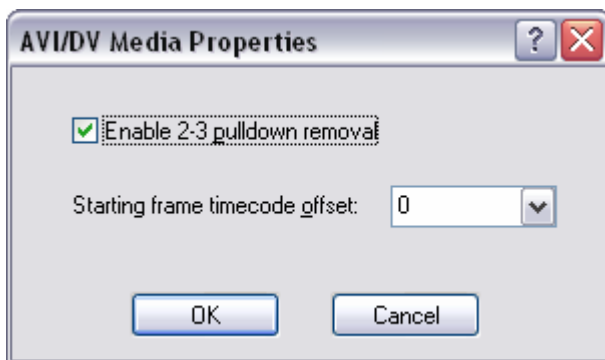 AVI/DV Media Properties
?
Enable 2-3 pulldown removal
Starting frame timecode offset: 0
OK Cancel